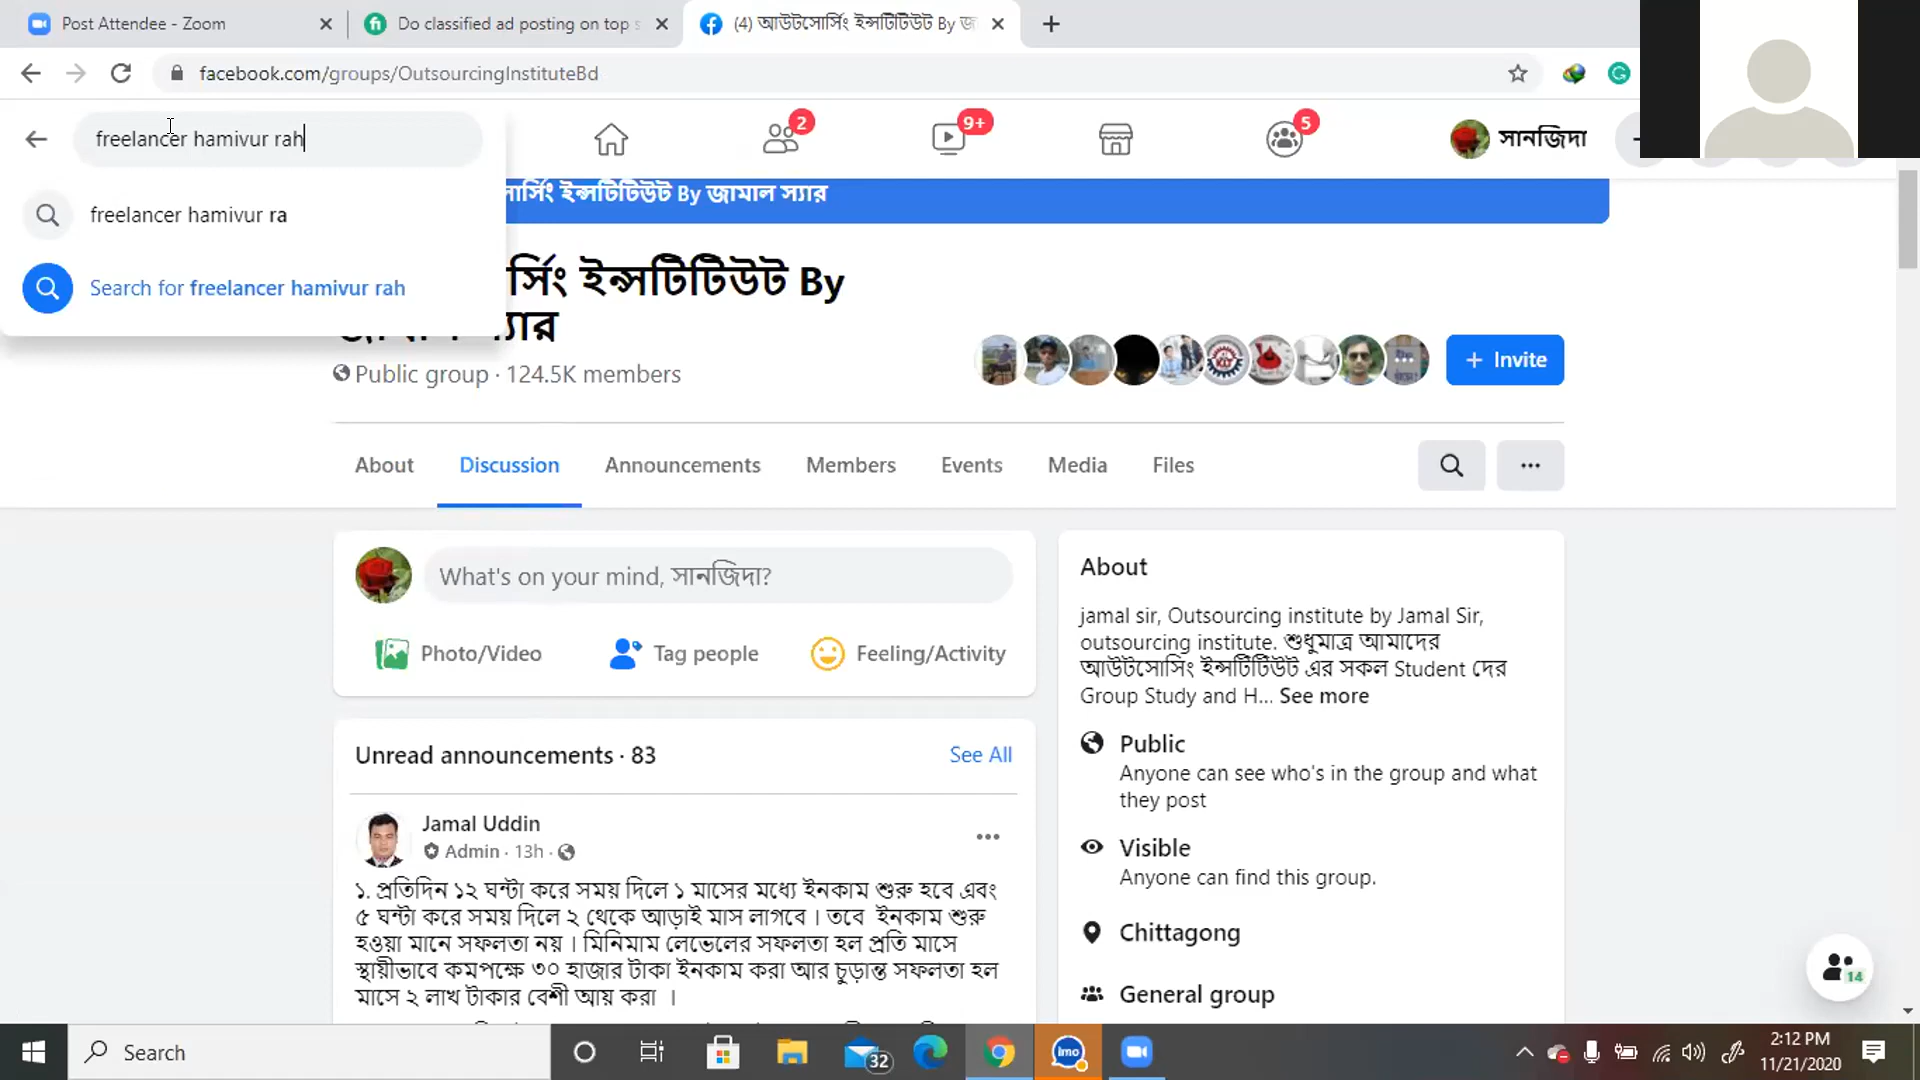 Post Attendee - Zoom
Do classified ad posting on top s
(4) আউটসোর্সিং ইন্সটিটিউট By জ
facebook.com/groups/OutsourcingInstituteBd
freelancer hamivur rah
2
9+
5
সানজিদা
freelancer hamivur ra
Search for freelancer hamivur rah
সোর্সিং ইন্সটিটিউট By জামাল স্যার
র্সিং ইন্সটিটিউট By
স্যার
Public group · 124.5K members
+ Invite
About
Discussion
Announcements
Members
Events
Media
Files
What's on your mind, সানজিদা?
Photo/Video
Tag people
Feeling/Activity
Unread announcements · 83
See All
Jamal Uddin
Admin · 13h ·
১. প্রতিদিন ১২ ঘন্টা করে সময় দিলে ১ মাসের মধ্যে ইনকাম শুরু হবে এবং
৫ ঘন্টা করে সময় দিলে ২ থেকে আড়াই মাস লাগবে । তবে ইনকাম শুরু
হওয়া মানে সফলতা নয় । মিনিমাম লেভেলের সফলতা হল প্রতি মাসে
স্থায়ীভাবে কমপক্ষে ৩০ হাজার টাকা ইনকাম করা আর চুড়ান্ত সফলতা হল
মাসে ২ লাখ টাকার বেশী আয় করা ।
About
jamal sir, Outsourcing institute by Jamal Sir,
outsourcing institute. শুধুমাত্র আমাদের
আউটসোসিং ইন্সটিটিউট এর সকল Student দের
Group Study and H... See more
Public
Anyone can see who's in the group and what
they post
Visible
Anyone can find this group.
Chittagong
General group
14
Search
32
imo
2:12 PM
11/21/2020